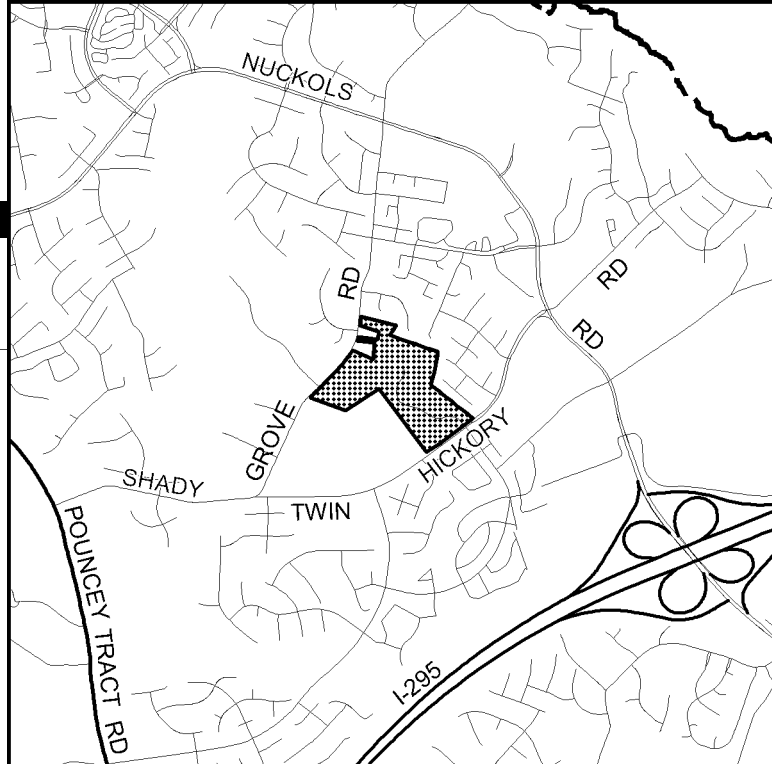 NUCKOLS
RD
RD
RD
GROVE
HICKORY
SHADY
TWIN
POUNCEY TRACT RD
I-295